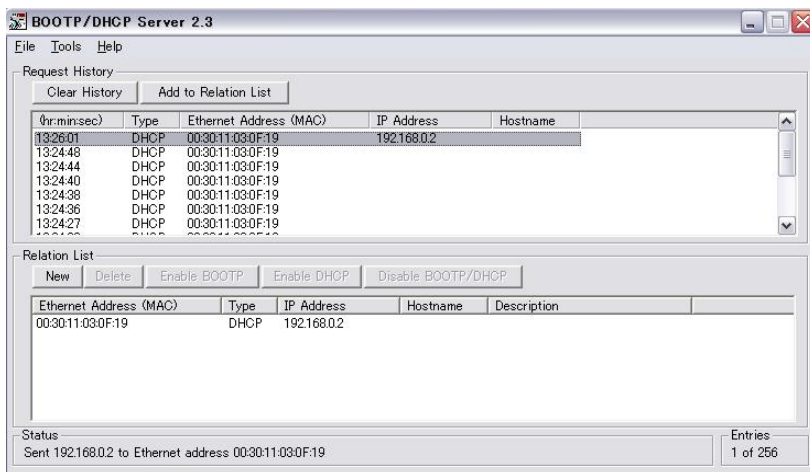 BOOTP/DHCP Server 2.3
File Tools Help
Request History
Clear History Add to Relation List
(hr:min:sec) Type Ethernet Address (MAC) IP Address Hostname
13:26:01 DHCP 00:30:11:03:0F:19 192.168.0.2
13:24:48 DHCP 00:30:11:03:0F:19
13:24:44 DHCP 00:30:11:03:0F:19
13:24:40 DHCP 00:30:11:03:0F:19
13:24:38 DHCP 00:30:11:03:0F:19
13:24:36 DHCP 00:30:11:03:0F:19
13:24:27 DHCP 00:30:11:03:0F:19
Relation List
New Delete Enable BOOTP Enable DHCP Disable BOOTP/DHCP
Ethernet Address (MAC) Type IP Address Hostname Description
00:30:11:03:0F:19 DHCP 192.168.0.2
Status
Sent 192.168.0.2 to Ethernet address 00:30:11:03:0F:19
Entries
1 of 256